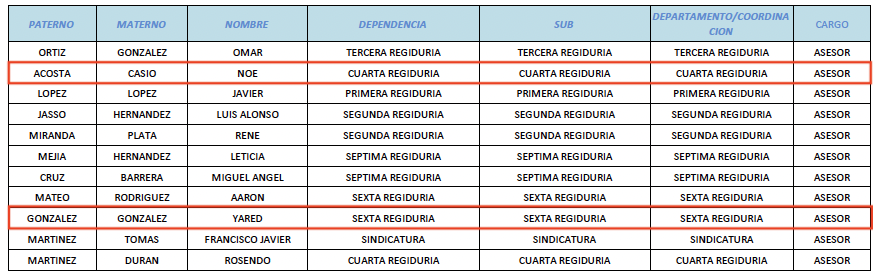 PATERNO MATERNO NOMBRE DEPENDENCIA SUB DEPARTAMENTO/COORDINA
CION CARGO
ORTIZ GONZALEZ OMAR TERCERA REGIDURIA TERCERA REGIDURIA TERCERA REGIDURIA ASESOR
ACOSTA CASIO NOE CUARTA REGIDURIA CUARTA REGIDURIA CUARTA REGIDURIA ASESOR
LOPEZ LOPEZ JAVIER PRIMERA REGIDURIA PRIMERA REGIDURIA PRIMERA REGIDURIA ASESOR
JASSO HERNANDEZ LUIS ALONSO SEGUNDA REGIDURIA SEGUNDA REGIDURIA SEGUNDA REGIDURIA ASESOR
MIRANDA PLATA RENE SEGUNDA REGIDURIA SEGUNDA REGIDURIA SEGUNDA REGIDURIA ASESOR
MEJIA HERNANDEZ LETICIA SEPTIMA REGIDURIA SEPTIMA REGIDURIA SEPTIMA REGIDURIA ASESOR
CRUZ BARRERA MIGUEL ANGEL SEPTIMA REGIDURIA SEPTIMA REGIDURIA SEPTIMA REGIDURIA ASESOR
MATEO RODRIGUEZ AARON SEXTA REGIDURIA SEXTA REGIDURIA SEXTA REGIDURIA ASESOR
GONZALEZ GONZALEZ YARED SEXTA REGIDURIA SEXTA REGIDURIA SEXTA REGIDURIA ASESOR
MARTINEZ TOMAS FRANCISCO JAVIER SINDICATURA SINDICATURA SINDICATURA ASESOR
MARTINEZ DURAN ROSENDO CUARTA REGIDURIA CUARTA REGIDURIA CUARTA REGIDURIA ASESOR